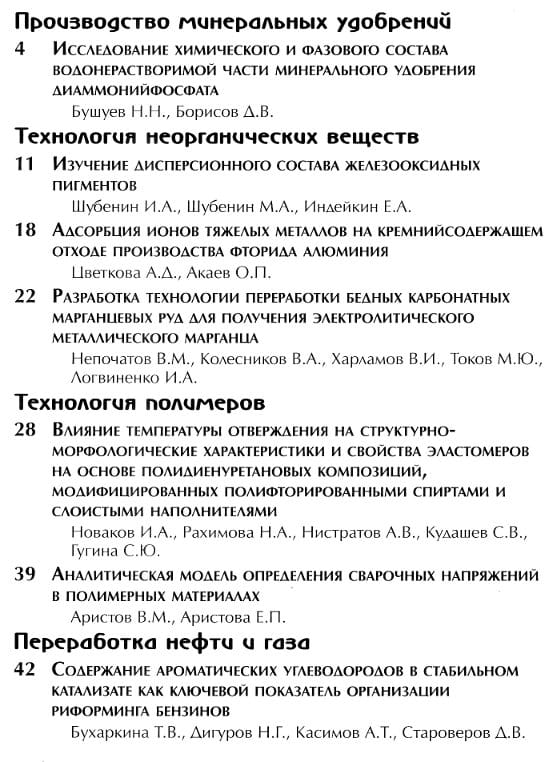 Производство минеральных удобрений
4 Исследование химического и фазового состава
водонерастворимой части минерального удобрения
диаммонийфосфата
Бушуев Н.Н., Борисов Д.В.
Технология неорганических веществ
11 Изучение дисперсионного состава железооксидных
пигментов
Шубенин И.А., Шубенин М.А., Индейкин Е.А.
18 Адсорбция ионов тяжелых металлов на кремнийсодержащем
отходе производства фторида алюминия
Цветкова А.Д., Акаев О.П.
22 Разработка технологии переработки бедных карбонатных
марганцевых руд для получения электролитического
металлического марганца
Непочатов В.М., Колесников В.А., Харламов В.И., Токов М.Ю.,
Логвиненко И.А.
Технология полимеров
28 Влияние температуры отверждения на структурно-
морфологические характеристики и свойства эластомеров
на основе полидиенуретановых композиций,
модифицированных полифторированными спиртами и
слоистыми наполнителями
Новаков И.А., Рахимова Н.А., Нистратов А.В., Кудашев С.В.,
Гугина С.Ю.
39 Аналитическая модель определения сварочных напряжений
в полимерных материалах
Аристов В.М., Аристова Е.П.
Переработка нефти и газа
42 Содержание ароматических углеводородов в стабильном
катализате как ключевой показатель организации
риформинга бензинов
Бухаркина Т.В., Дигуров Н.Г., Касимов А.Т., Староверов Д.В.